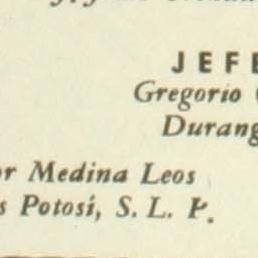 JEFE
Gregorio
Durang
or Medina Leos
s Potosí, S. L. P.